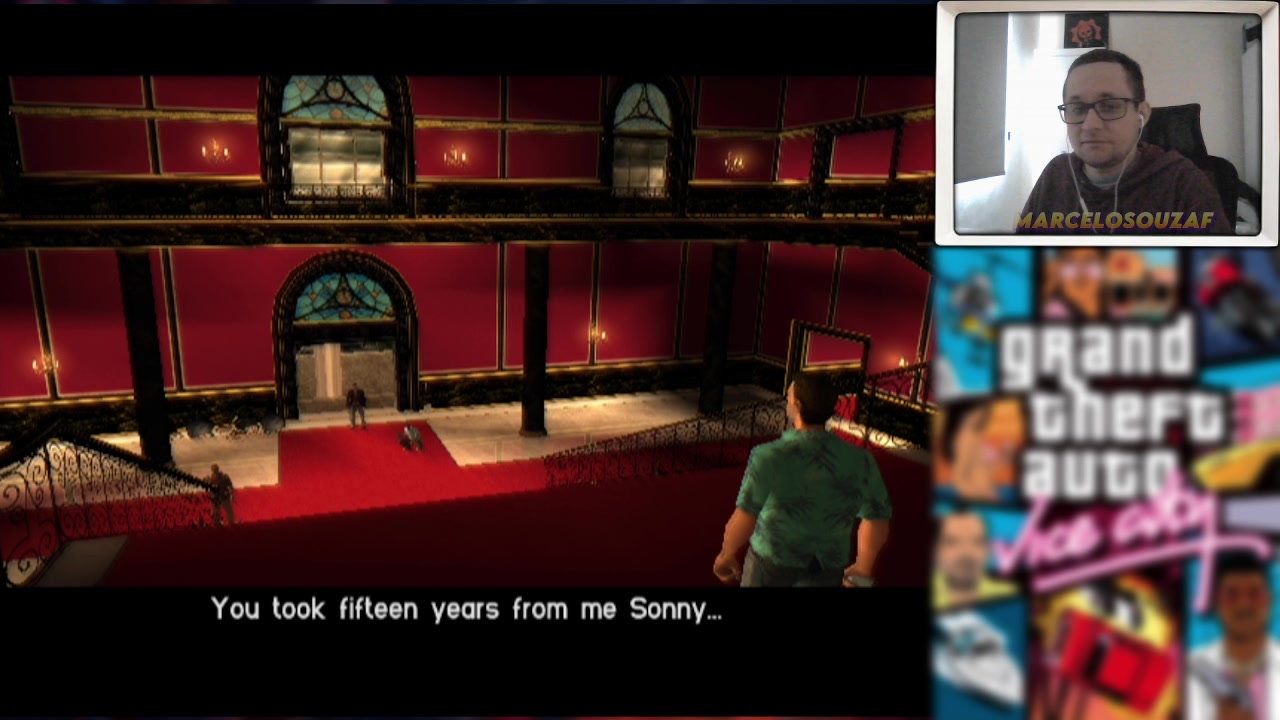 MARCELOSOUZAF
grand
theft
auto
Vice City
You took fifteen years from me Sonny...